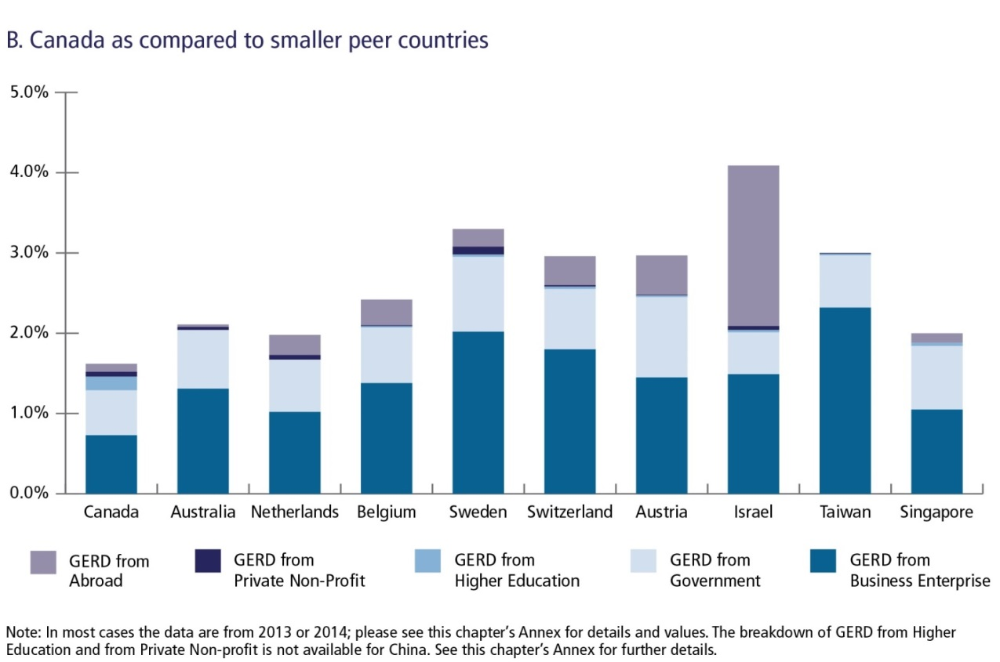 B. Canada as compared to smaller peer countries
5.0%
4.0%
3.0%
2.0%
1.0%
0.0%
Canada Australia Netherlands Belgium Sweden Switzerland Austria Israel Taiwan Singapore
GERD from
Abroad
GERD from
Private Non-Profit
GERD from
Higher Education
GERD from
Government
GERD from
Business Enterprise
Note: In most cases the data are from 2013 or 2014; please see this chapter’s Annex for details and values. The breakdown of GERD from Higher
Education and from Private Non-profit is not available for China. See this chapter’s Annex for further details.